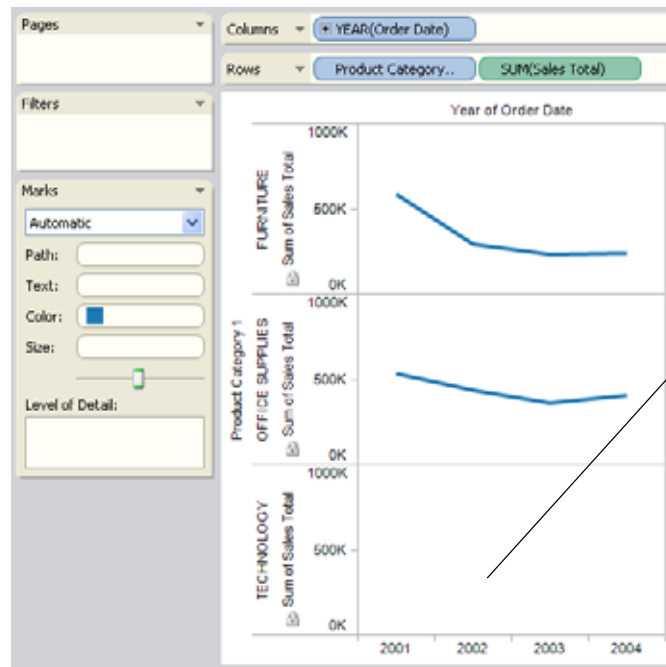 Pages
Columns
YEAR(Order Date)
Rows
Product Category..
SUM(Sales Total)
Filters
Marks
Automatic
Path:
Text:
Color:
Size:
Level of Detail:
Year of Order Date
Product Category 1
FURNITURE
Sum of Sales Total
1000K
500K
0K
OFFICE SUPPLIES
Sum of Sales Total
1000K
500K
0K
TECHNOLOGY
Sum of Sales Total
1000K
500K
0K
2001 2002 2003 2004